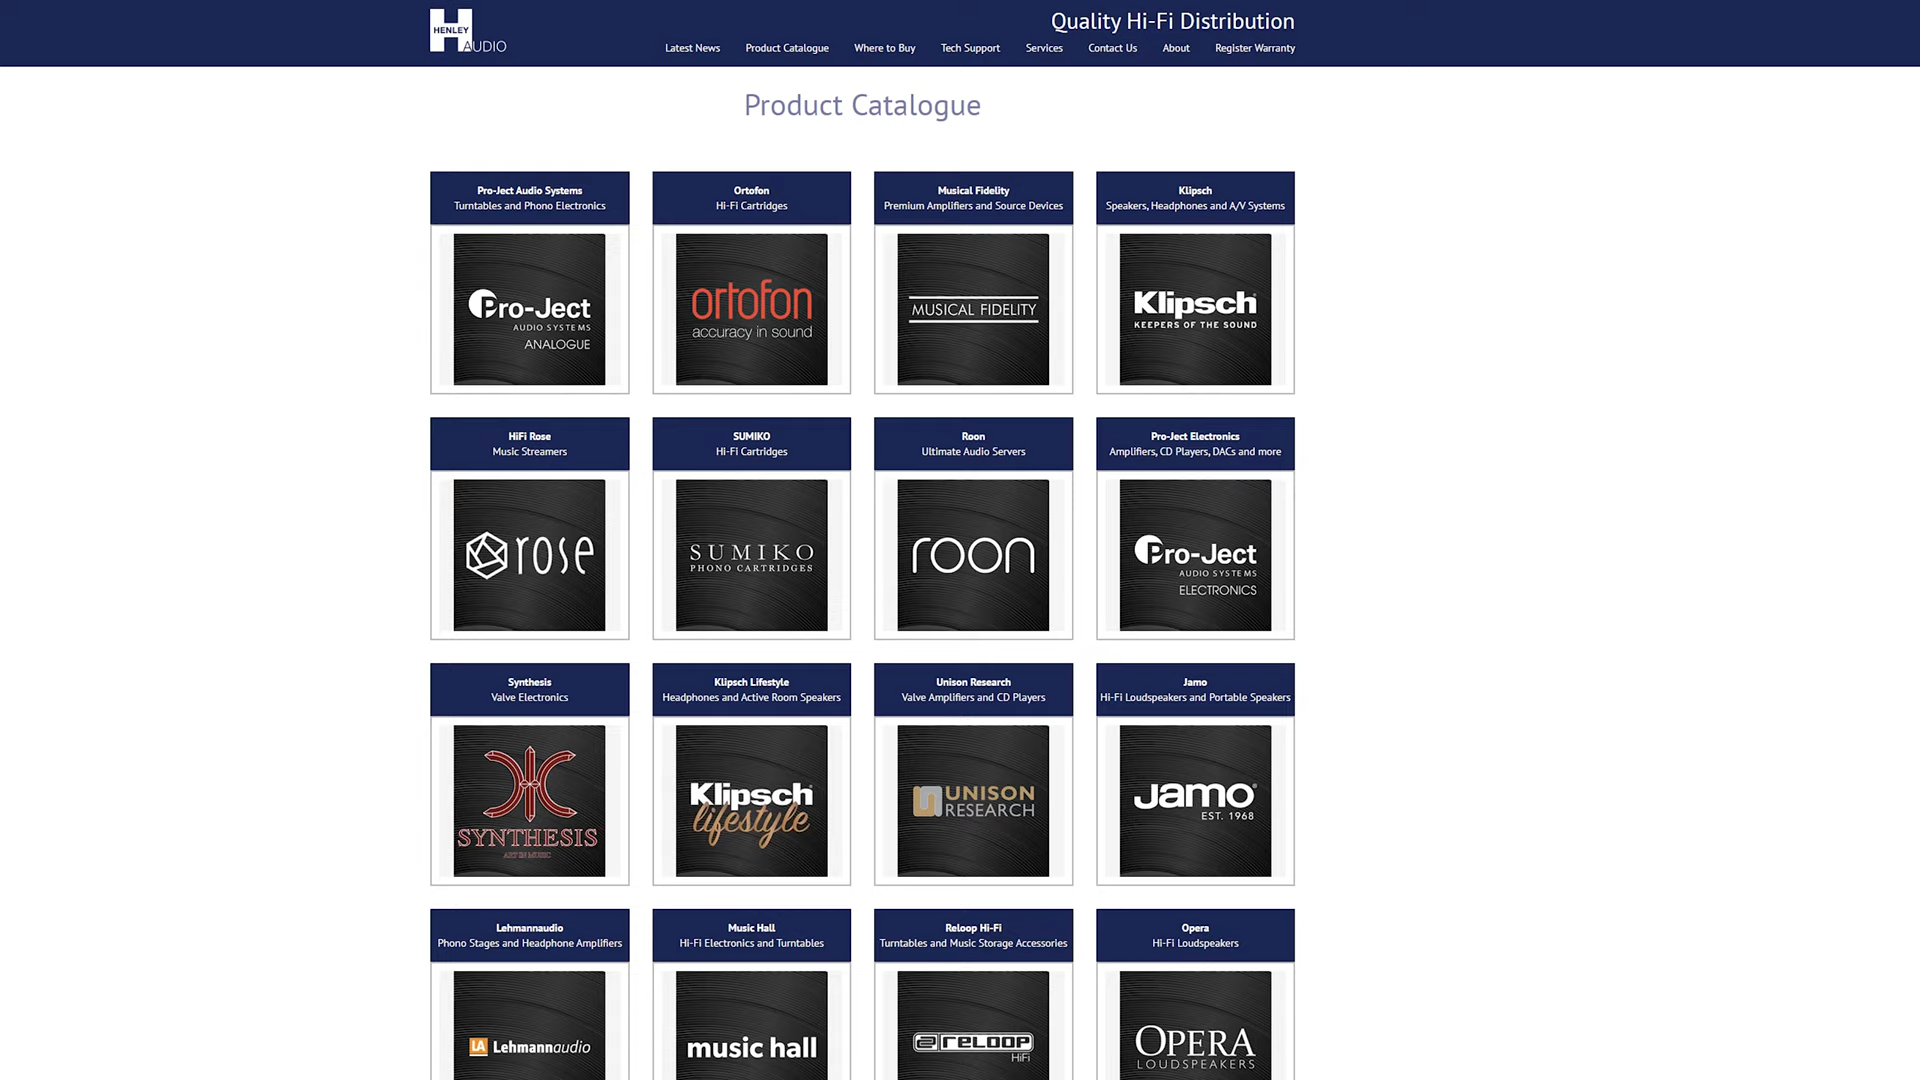 HENLEY
AUDIO
Quality Hi-Fi Distribution
Latest News
Product Catalogue
Where to Buy
Tech Support
Services
Contact Us
About
Register Warranty
Product Catalogue
Pro-Ject Audio Systems
Turntables and Phono Electronics
Pro-Ject
AUDIO SYSTEMS
ANALOGUE
Ortofon
Hi-Fi Cartridges
ortofon
accuracy in sound
Musical Fidelity
Premium Amplifiers and Source Devices
MUSICAL FIDELITY
Klipsch
Speakers, Headphones and A/V Systems
Klipsch
KEEPERS OF THE SOUND
HiFi Rose
Music Streamers
rose
SUMIKO
Hi-Fi Cartridges
SUMIKO
PHONO CARTRIDGES
Roon
Ultimate Audio Servers
roon
Pro-Ject Electronics
Amplifiers, CD Players, DACs and more
Pro-Ject
AUDIO SYSTEMS
ELECTRONICS
Synthesis
Valve Electronics
SYNTHESIS
ART IN MUSIC
Klipsch Lifestyle
Headphones and Active Room Speakers
Klipsch
lifestyle
Unison Research
Valve Amplifiers and CD Players
UNISON
RESEARCH
Jamo
Hi-Fi Loudspeakers and Portable Speakers
JAMO
EST. 1968
Lehmannaudio
Phono Stages and Headphone Amplifiers
LA Lehmannaudio
Music Hall
Hi-Fi Electronics and Turntables
music hall
Reloop Hi-Fi
Turntables and Music Storage Accessories
RELOOP
HiFi
Opera
Hi-Fi Loudspeakers
OPERA
LOUDSPEAKERS